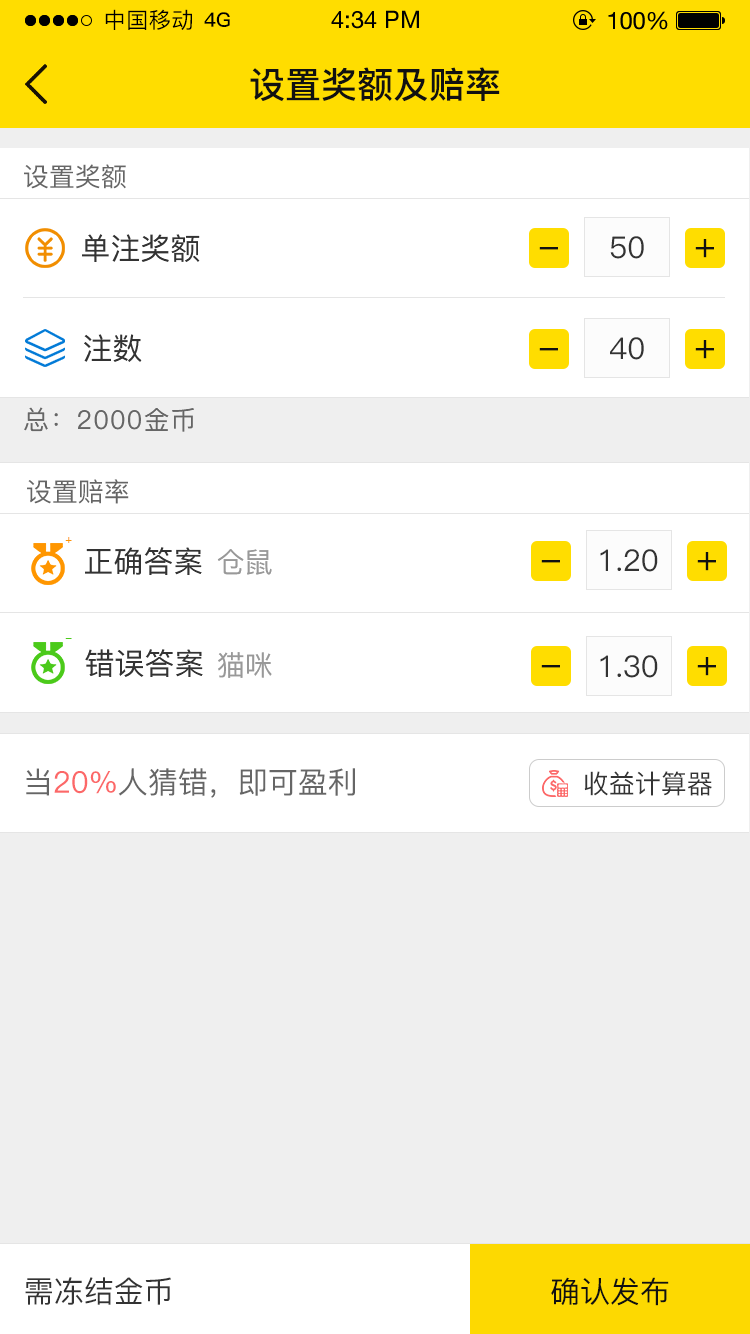 中国移动 4G 4:34 PM 100%
设置奖额及赔率
设置奖额
单注奖额 − 50 +
注数 − 40 +
总：2000金币
设置赔率
正确答案 仓鼠 − 1.20 +
错误答案 猫咪 − 1.30 +
当20%人猜错，即可盈利 收益计算器
需冻结金币 确认发布